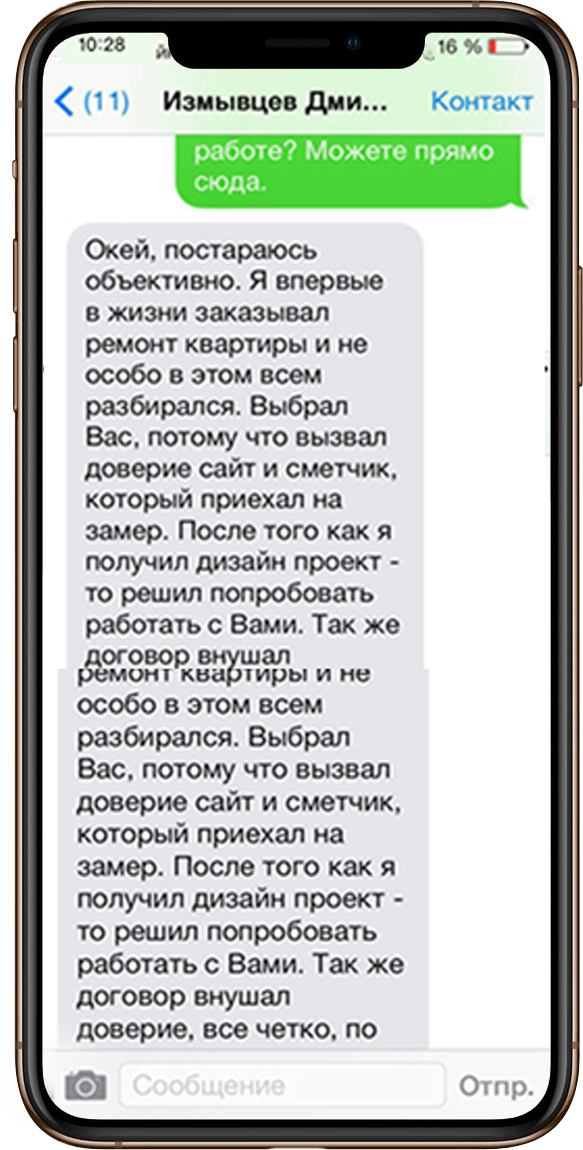 10:28
16 %
(11) Измывцев Дми... Контакт
работе? Можете прямо
сюда.
Окей, постараюсь
объективно. Я впервые
в жизни заказывал
ремонт квартиры и не
особо в этом всем
разбирался. Выбрал
Вас, потому что вызвал
доверие сайт и сметчик,
который приехал на
замер. После того как я
получил дизайн проект -
то решил попробовать
работать с Вами. Так же
договор внушал
ремонт квартиры и не
особо в этом всем
разбирался. Выбрал
Вас, потому что вызвал
доверие сайт и сметчик,
который приехал на
замер. После того как я
получил дизайн проект -
то решил попробовать
работать с Вами. Так же
договор внушал
доверие, все четко, по
Сообщение Отпр.